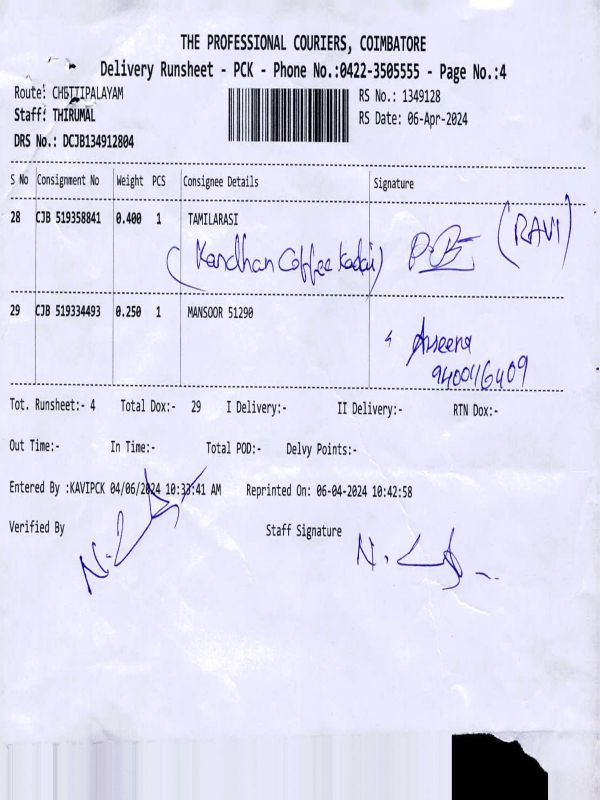 THE PROFESSIONAL COURIERS, COIMBATORE
Delivery Runsheet - PCK - Phone No.:0422-3505555 - Page No.:4
Route: CHETTIPALAYAM RS No.: 1349128
Staff: THIRUMAL RS Date: 06-Apr-2024
DRS No.: DCJB134912804
S No Consignment No Weight PCS Consignee Details Signature
28 CJB 519358841 0.400 1 TAMILARASI
(Kandhan Coffee Kadai) (RAVI)
29 CJB 519334493 0.250 1 MANSOOR 51290
Arseena
9400416409
Tot. Runsheet:- 4 Total Dox:- 29 I Delivery:- II Delivery:- RTN Dox:-
Out Time:- In Time:- Total POD:- Delvy Points:-
Entered By :KAVIPCK 04/06/2024 10:33:41 AM Reprinted On: 06-04-2024 10:42:58
Verified By Staff Signature